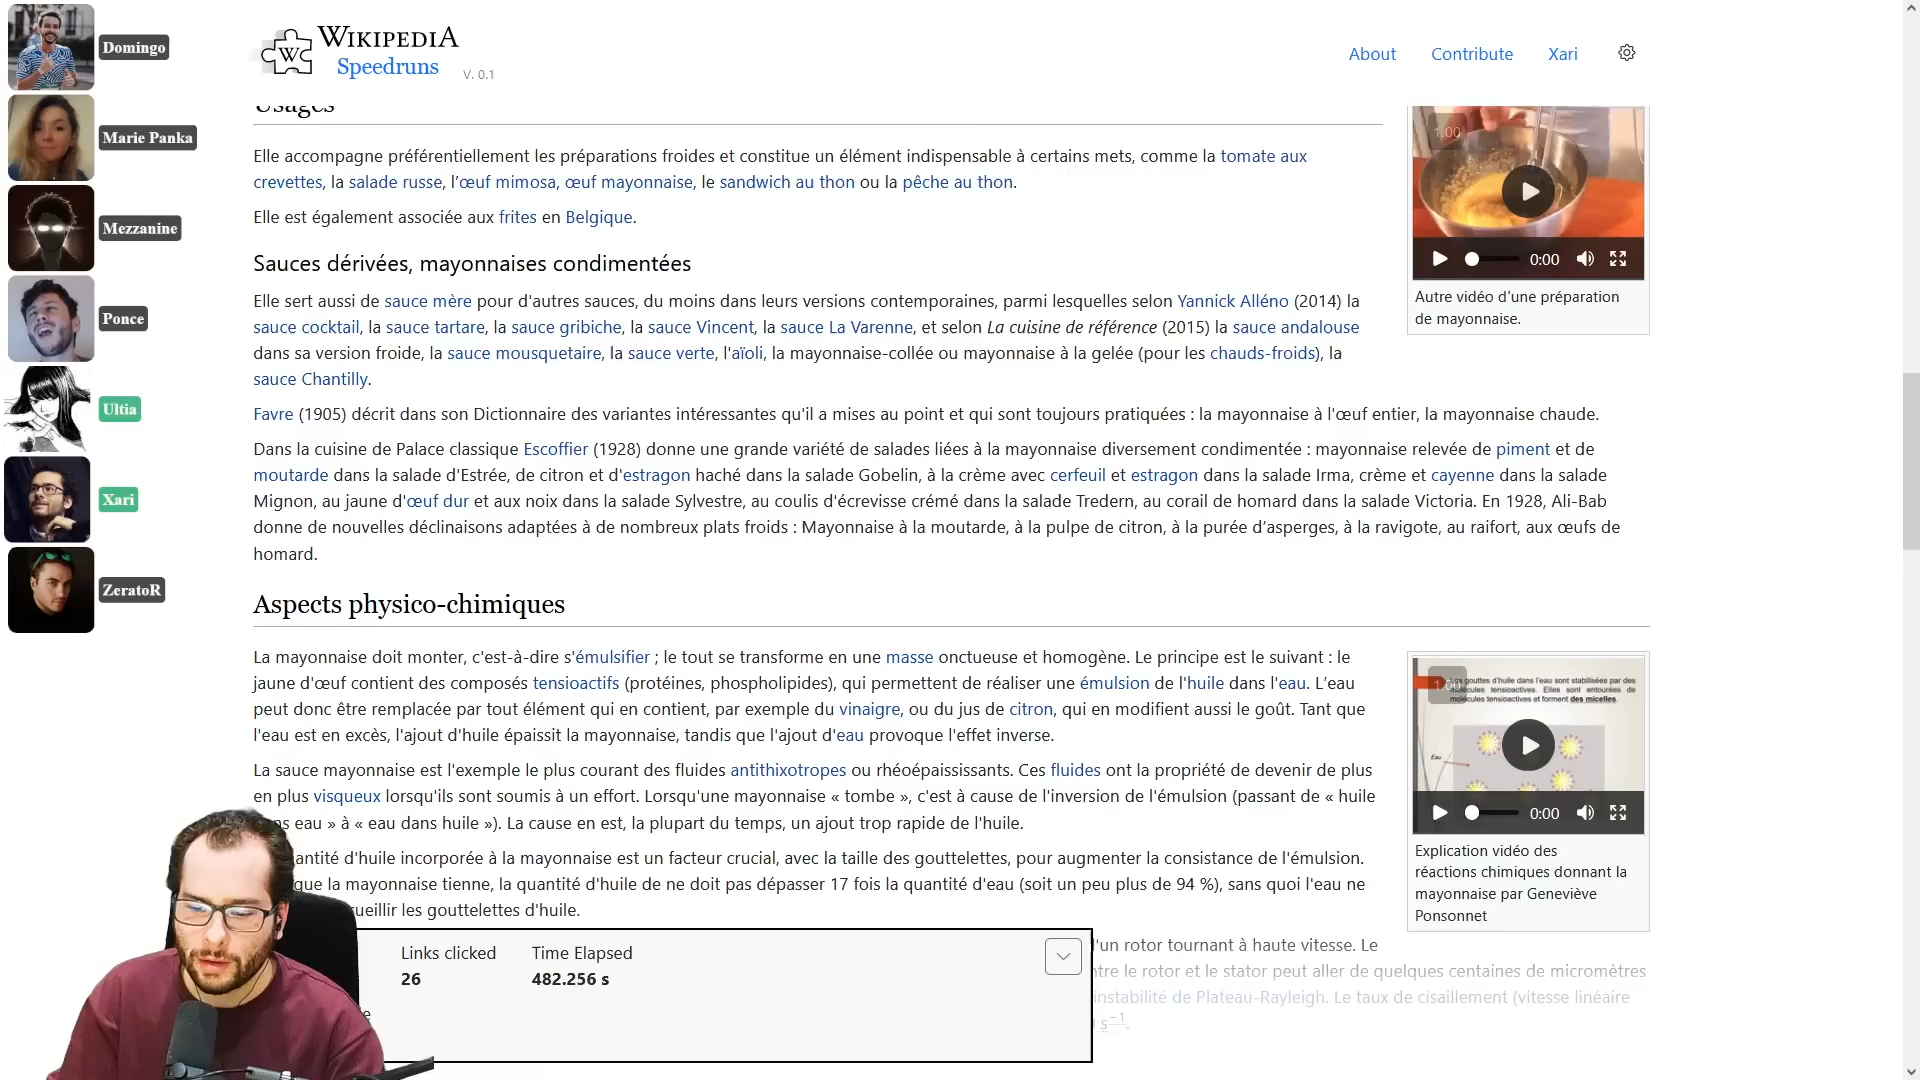 Domingo
Marie Panka
Mezzanine
Ponce
Ultia
Xari
ZeratoR
WIKIPEDIA
Speedruns
V. 0.1
About
Contribute
Xari
Usages
Elle accompagne préférentiellement les préparations froides et constitue un élément indispensable à certains mets, comme la tomate aux
crevettes, la salade russe, l’œuf mimosa, œuf mayonnaise, le sandwich au thon ou la pêche au thon.
Elle est également associée aux frites en Belgique.
Sauces dérivées, mayonnaises condimentées
Elle sert aussi de sauce mère pour d'autres sauces, du moins dans leurs versions contemporaines, parmi lesquelles selon Yannick Alléno (2014) la
sauce cocktail, la sauce tartare, la sauce gribiche, la sauce Vincent, la sauce La Varenne, et selon La cuisine de référence (2015) la sauce andalouse
dans sa version froide, la sauce mousquetaire, la sauce verte, l'aïoli, la mayonnaise-collée ou mayonnaise à la gelée (pour les chauds-froids), la
sauce Chantilly.
1.00
0:00
Autre vidéo d'une préparation
de mayonnaise.
Favre (1905) décrit dans son Dictionnaire des variantes intéressantes qu'il a mises au point et qui sont toujours pratiquées : la mayonnaise à l'œuf entier, la mayonnaise chaude.
Dans la cuisine de Palace classique Escoffier (1928) donne une grande variété de salades liées à la mayonnaise diversement condimentée : mayonnaise relevée de piment et de
moutarde dans la salade d'Estrée, de citron et d'estragon haché dans la salade Gobelin, à la crème avec cerfeuil et estragon dans la salade Irma, crème et cayenne dans la salade
Mignon, au jaune d'œuf dur et aux noix dans la salade Sylvestre, au coulis d'écrevisse crémé dans la salade Tredern, au corail de homard dans la salade Victoria. En 1928, Ali-Bab
donne de nouvelles déclinaisons adaptées à de nombreux plats froids : Mayonnaise à la moutarde, à la pulpe de citron, à la purée d’asperges, à la ravigote, au raifort, aux œufs de
homard.
Aspects physico-chimiques
La mayonnaise doit monter, c'est-à-dire s'émulsifier ; le tout se transforme en une masse onctueuse et homogène. Le principe est le suivant : le
jaune d’œuf contient des composés tensioactifs (protéines, phospholipides), qui permettent de réaliser une émulsion de l'huile dans l'eau. L’eau
peut donc être remplacée par tout élément qui en contient, par exemple du vinaigre, ou du jus de citron, qui en modifient aussi le goût. Tant que
l'eau est en excès, l'ajout d'huile épaissit la mayonnaise, tandis que l'ajout d'eau provoque l'effet inverse.
La sauce mayonnaise est l'exemple le plus courant des fluides antithixotropes ou rhéoépaississants. Ces fluides ont la propriété de devenir de plus
en plus visqueux lorsqu'ils sont soumis à un effort. Lorsqu'une mayonnaise « tombe », c'est à cause de l'inversion de l'émulsion (passant de « huile
eau » à « eau dans huile »). La cause en est, la plupart du temps, un ajout trop rapide de l'huile.
antité d'huile incorporée à la mayonnaise est un facteur crucial, avec la taille des gouttelettes, pour augmenter la consistance de l'émulsion.
que la mayonnaise tienne, la quantité d'huile de ne doit pas dépasser 17 fois la quantité d'eau (soit un peu plus de 94 %), sans quoi l'eau ne
ueillir les gouttelettes d'huile.
1.00
gouttes d'huile dans l'eau sont stabilisées par des
molécules tensioactives. Elles sont entourées de
molécules tensioactives et forment des micelles.
Eau
0:00
Explication vidéo des
réactions chimiques donnant la
mayonnaise par Geneviève
Ponsonnet
'un rotor tournant à haute vitesse. Le
ntre le rotor et le stator peut aller de quelques centaines de micromètres
instabilité de Plateau-Rayleigh. Le taux de cisaillement (vitesse linéaire
s−1.
Links clicked
26
Time Elapsed
482.256 s